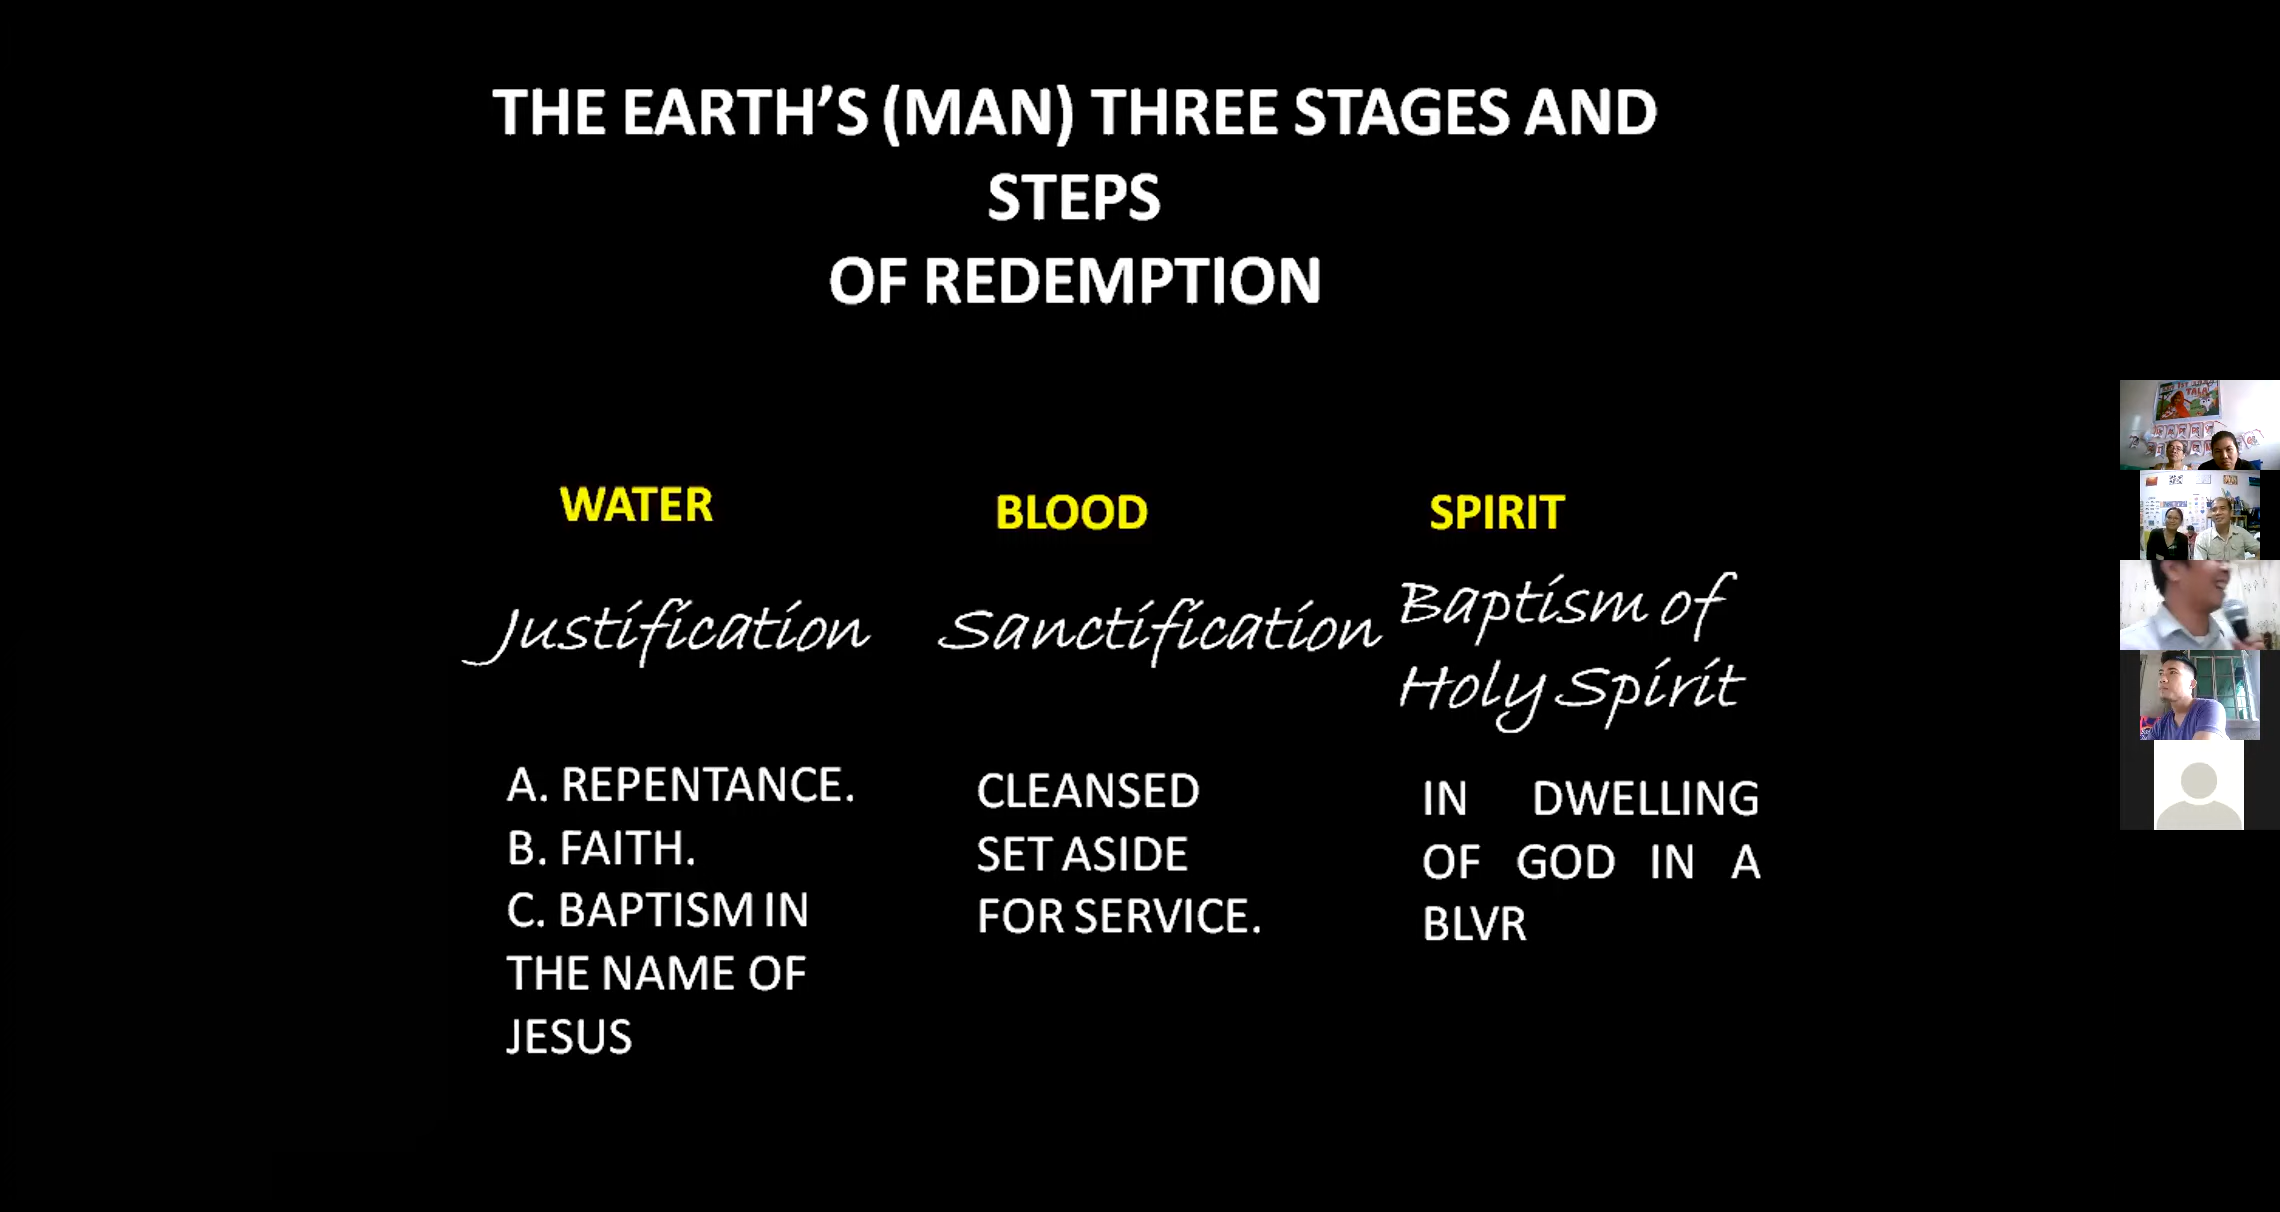 THE EARTH’S (MAN) THREE STAGES AND
STEPS
OF REDEMPTION
WATER
Justification
A. REPENTANCE.
B. FAITH.
C. BAPTISM IN
THE NAME OF
JESUS
BLOOD
Sanctification
CLEANSED
SET ASIDE
FOR SERVICE.
SPIRIT
Baptism of
Holy Spirit
IN DWELLING
OF GOD IN A
BLVR
TALA